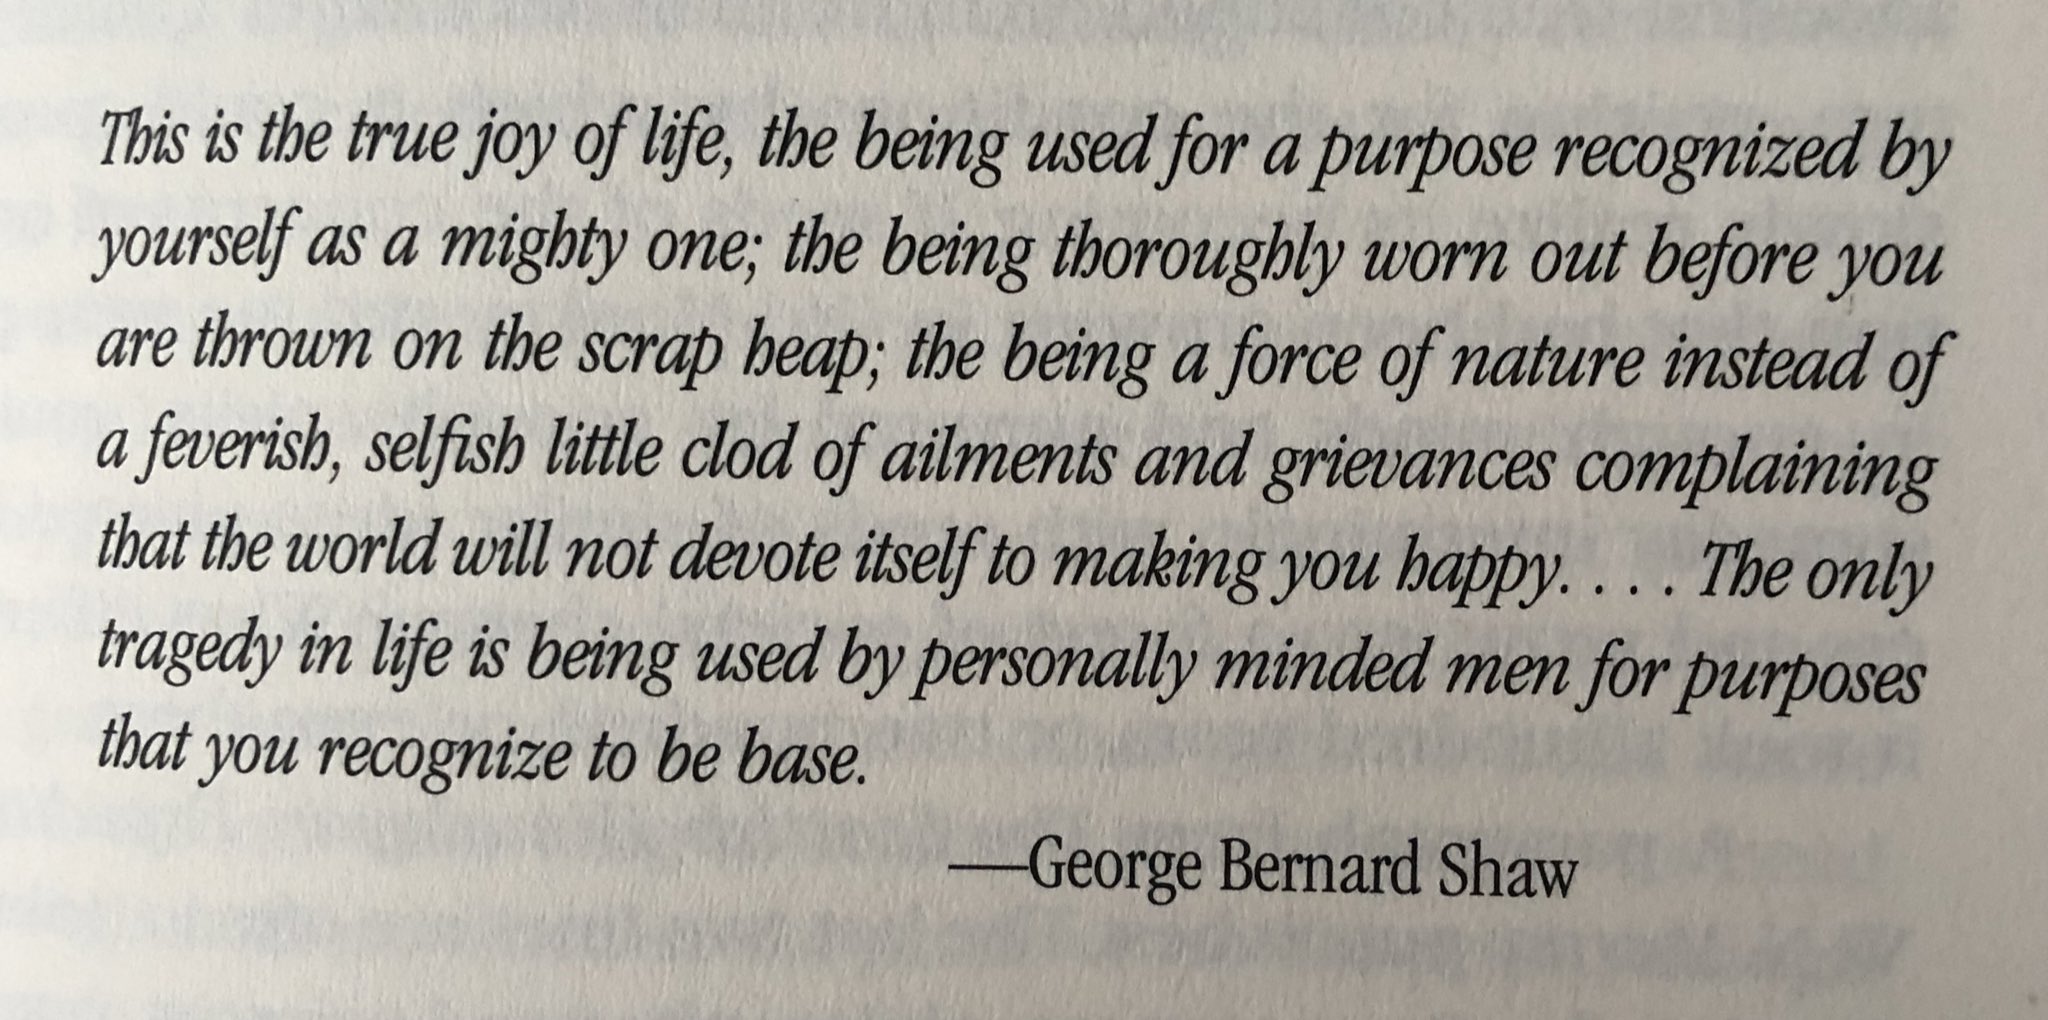 This is the true joy of life, the being used for a purpose recognized by
yourself as a mighty one; the being thoroughly worn out before you
are thrown on the scrap heap; the being a force of nature instead of
a feverish, selfish little clod of ailments and grievances complaining
that the world will not devote itself to making you happy. . . . The only
tragedy in life is being used by personally minded men for purposes
that you recognize to be base.
—George Bernard Shaw